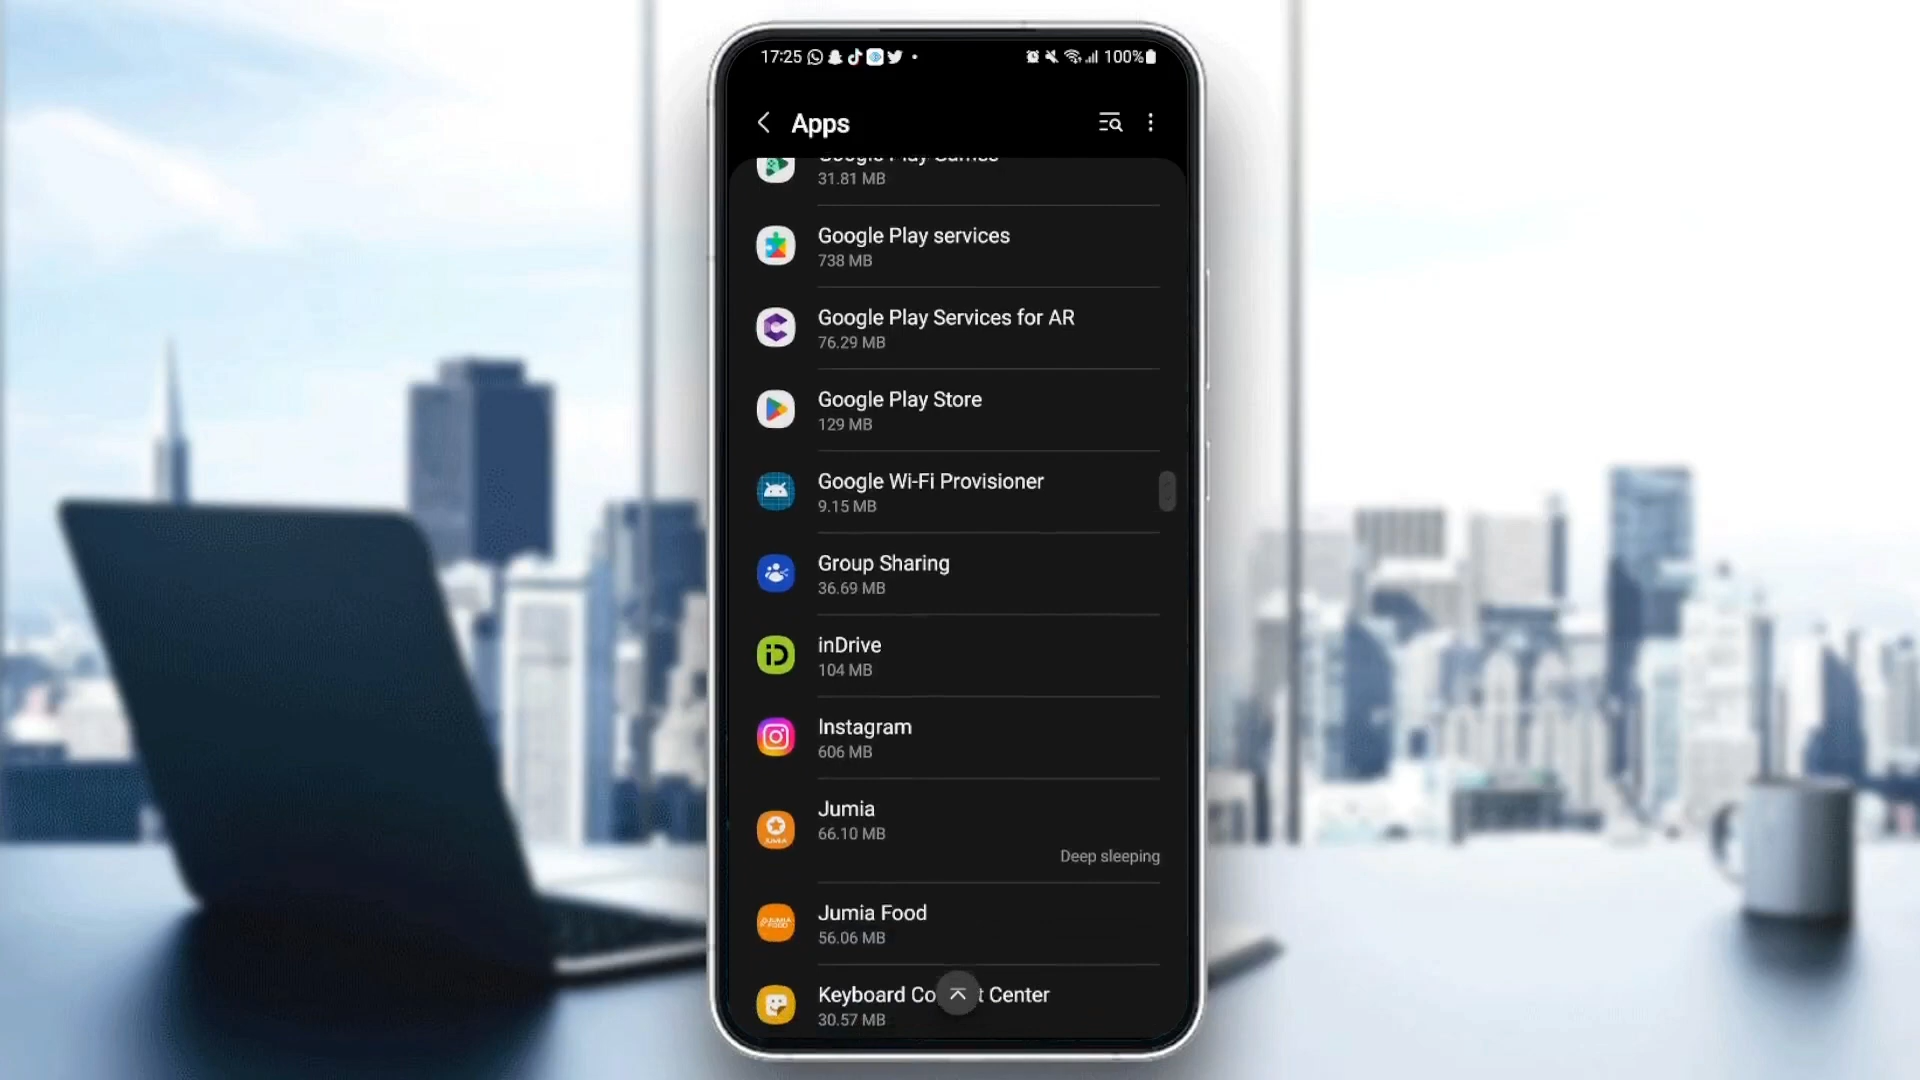 17:25
100%
Apps
Google Play Games
31.81 MB
Google Play services
738 MB
Google Play Services for AR
76.29 MB
Google Play Store
129 MB
Google Wi-Fi Provisioner
9.15 MB
Group Sharing
36.69 MB
inDrive
104 MB
Instagram
606 MB
Jumia
66.10 MB
Deep sleeping
Jumia Food
56.06 MB
Keyboard Co t Center
30.57 MB